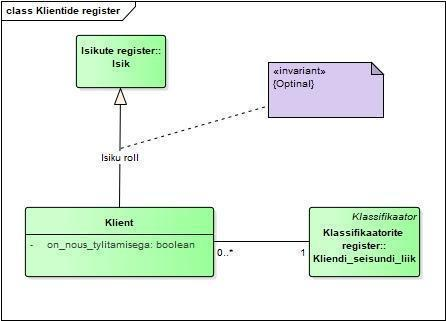 class Klientide register
Isikute register::
Isik
«invariant»
{Optinal}
Isiku roll
Klient
- on_nous_tylitamisega: boolean
0..*
1
Klassifikaator
Klassifikaatorite
register::
Kliendi_seisundi_liik